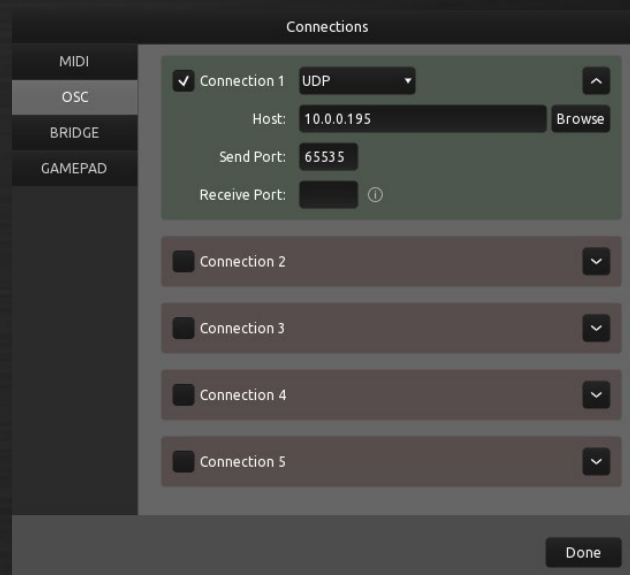 Connections
MIDI
OSC
BRIDGE
GAMEPAD
Connection 1 UDP
Host: 10.0.0.195 Browse
Send Port: 65535
Receive Port:
Connection 2
Connection 3
Connection 4
Connection 5
Done